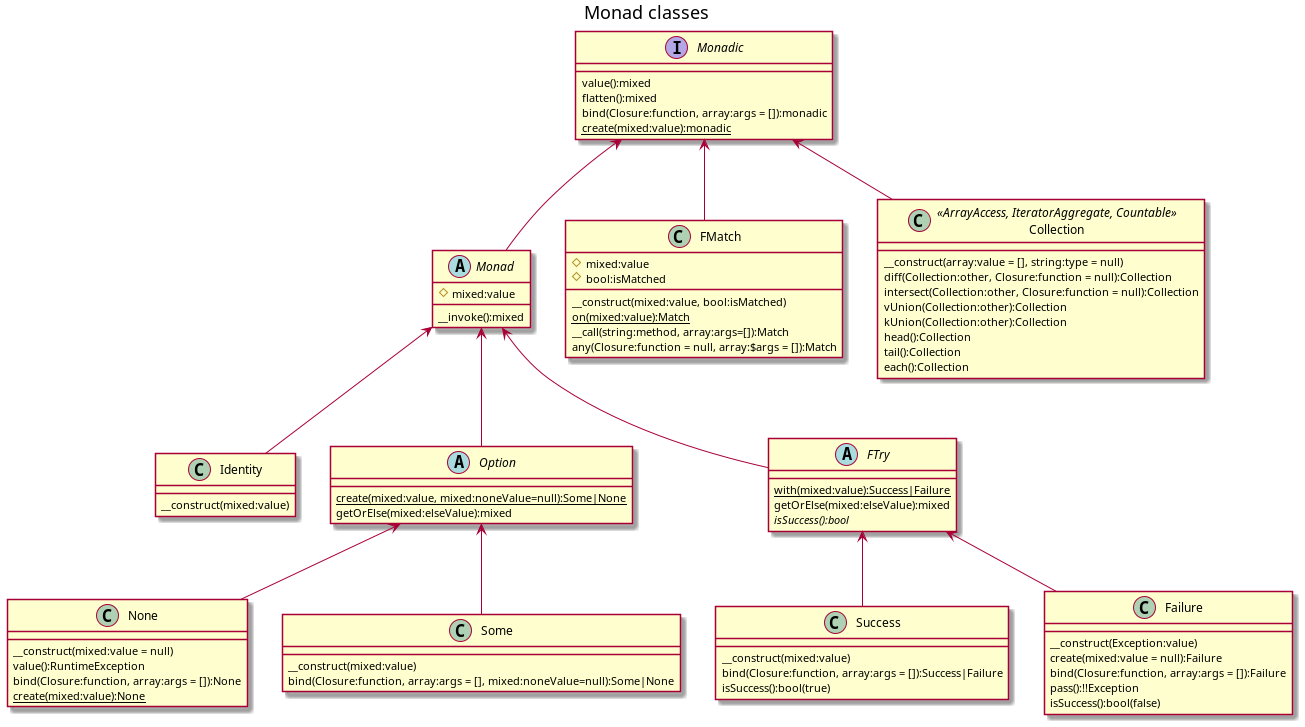 Monad classes
I Monadic
value():mixed
flatten():mixed
bind(Closure:function, array:args = []):monadic
create(mixed:value):monadic
A Monad
mixed:value
__invoke():mixed
C FMatch
mixed:value
bool:isMatched
__construct(mixed:value, bool:isMatched)
on(mixed:value):Match
__call(string:method, array:args=[]):Match
any(Closure:function = null, array:$args = []):Match
C «ArrayAccess, IteratorAggregate, Countable»
Collection
__construct(array:value = [], string:type = null)
diff(Collection:other, Closure:function = null):Collection
intersect(Collection:other, Closure:function = null):Collection
vUnion(Collection:other):Collection
kUnion(Collection:other):Collection
head():Collection
tail():Collection
each():Collection
C Identity
__construct(mixed:value)
A Option
create(mixed:value, mixed:noneValue=null):Some|None
getOrElse(mixed:elseValue):mixed
A FTry
with(mixed:value):Success|Failure
getOrElse(mixed:elseValue):mixed
isSuccess():bool
C None
__construct(mixed:value = null)
value():RuntimeException
bind(Closure:function, array:args = []):None
create(mixed:value):None
C Some
__construct(mixed:value)
bind(Closure:function, array:args = [], mixed:noneValue=null):Some|None
C Success
__construct(mixed:value)
bind(Closure:function, array:args = []):Success|Failure
isSuccess():bool(true)
C Failure
__construct(Exception:value)
create(mixed:value = null):Failure
bind(Closure:function, array:args = []):Failure
pass():!!Exception
isSuccess():bool(false)